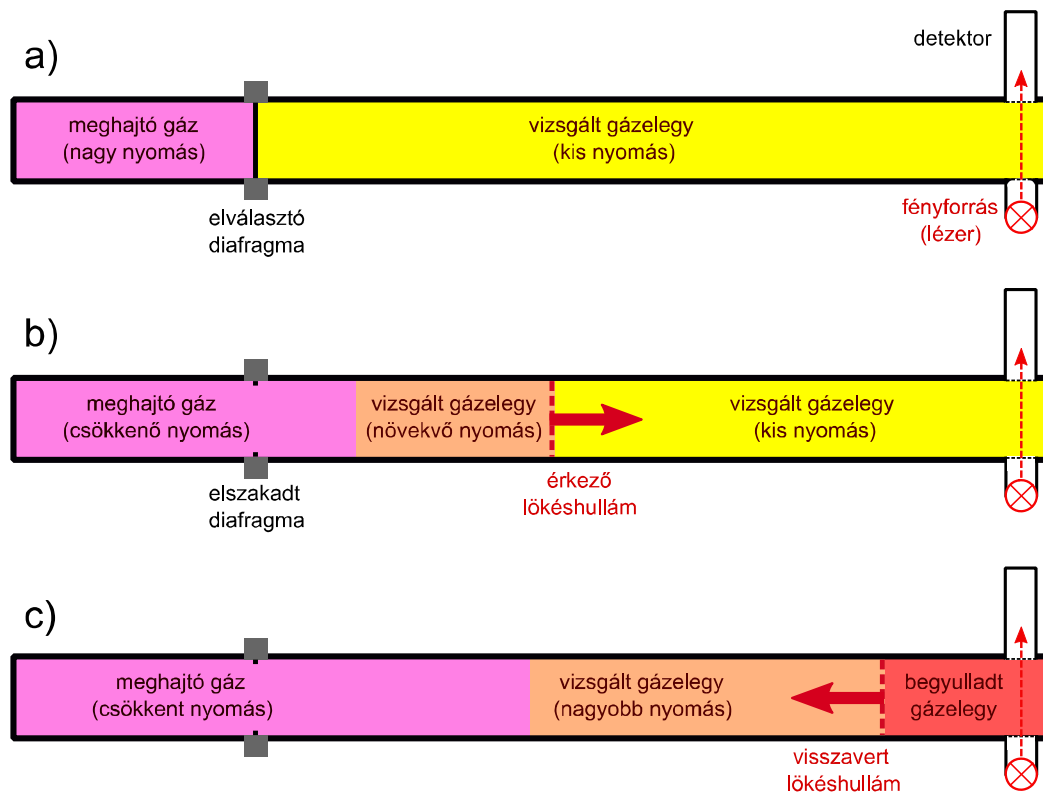 a)
detektor
meghajtó gáz
(nagy nyomás)
vizsgált gázelegy
(kis nyomás)
elválasztó
diafragma
fényforrás
(lézer)
b)
meghajtó gáz
(csökkenő nyomás)
vizsgált gázelegy
(növekvő nyomás)
vizsgált gázelegy
(kis nyomás)
elszakadt
diafragma
érkező
lökéshullám
c)
meghajtó gáz
(csökkent nyomás)
vizsgált gázelegy
(nagyobb nyomás)
begyulladt
gázelegy
visszavert
lökéshullám